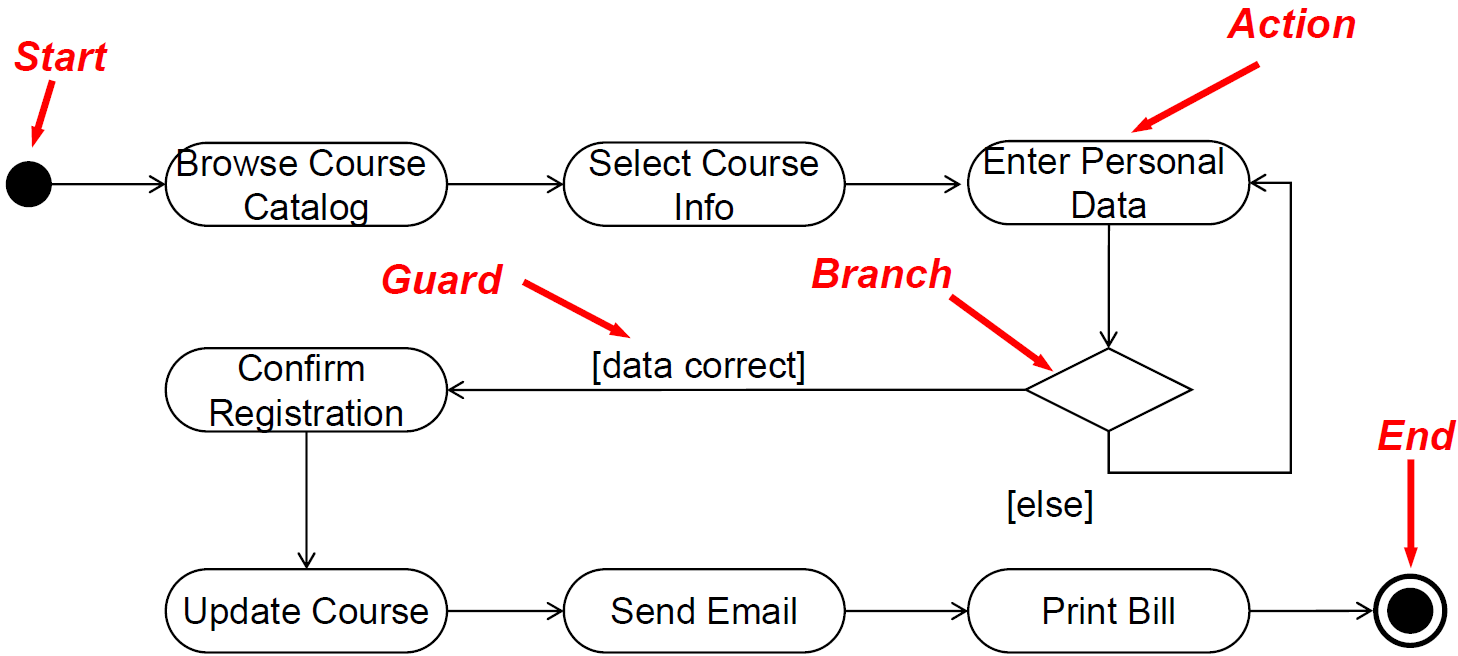 Action
Start
Browse Course
Catalog
Select Course
Info
Enter Personal
Data
Guard
Branch
[data correct]
Confirm
Registration
End
[else]
Update Course
Send Email
Print Bill